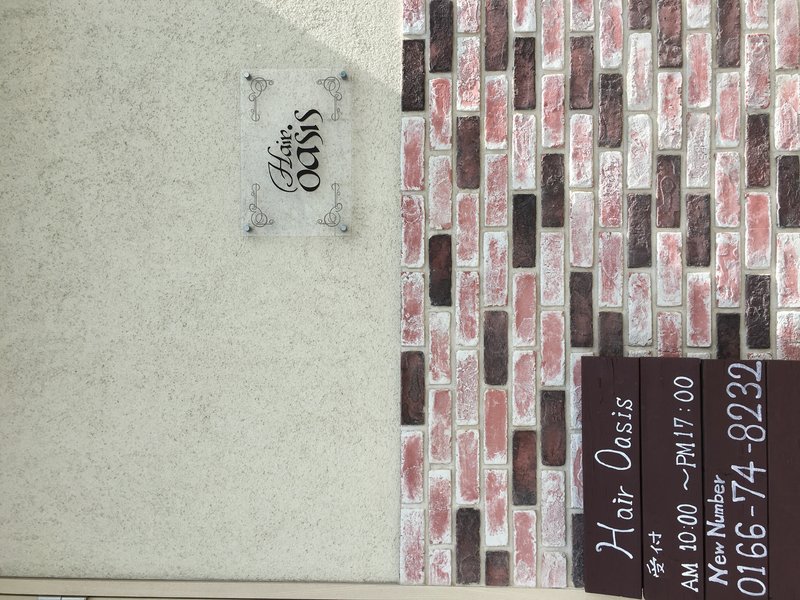 Hair.
oasis
Hair Oasis
受付
AM 10:00 ～PM17:00
New Number
0166-74-8232